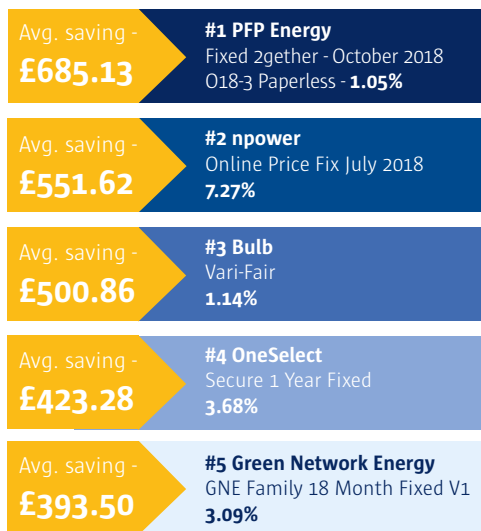 Avg. saving -
£685.13
#1 PFP Energy
Fixed 2gether - October 2018
O18-3 Paperless - 1.05%
Avg. saving -
£551.62
#2 npower
Online Price Fix July 2018
7.27%
Avg. saving -
£500.86
#3 Bulb
Vari-Fair
1.14%
Avg. saving -
£423.28
#4 OneSelect
Secure 1 Year Fixed
3.68%
Avg. saving -
£393.50
#5 Green Network Energy
GNE Family 18 Month Fixed V1
3.09%